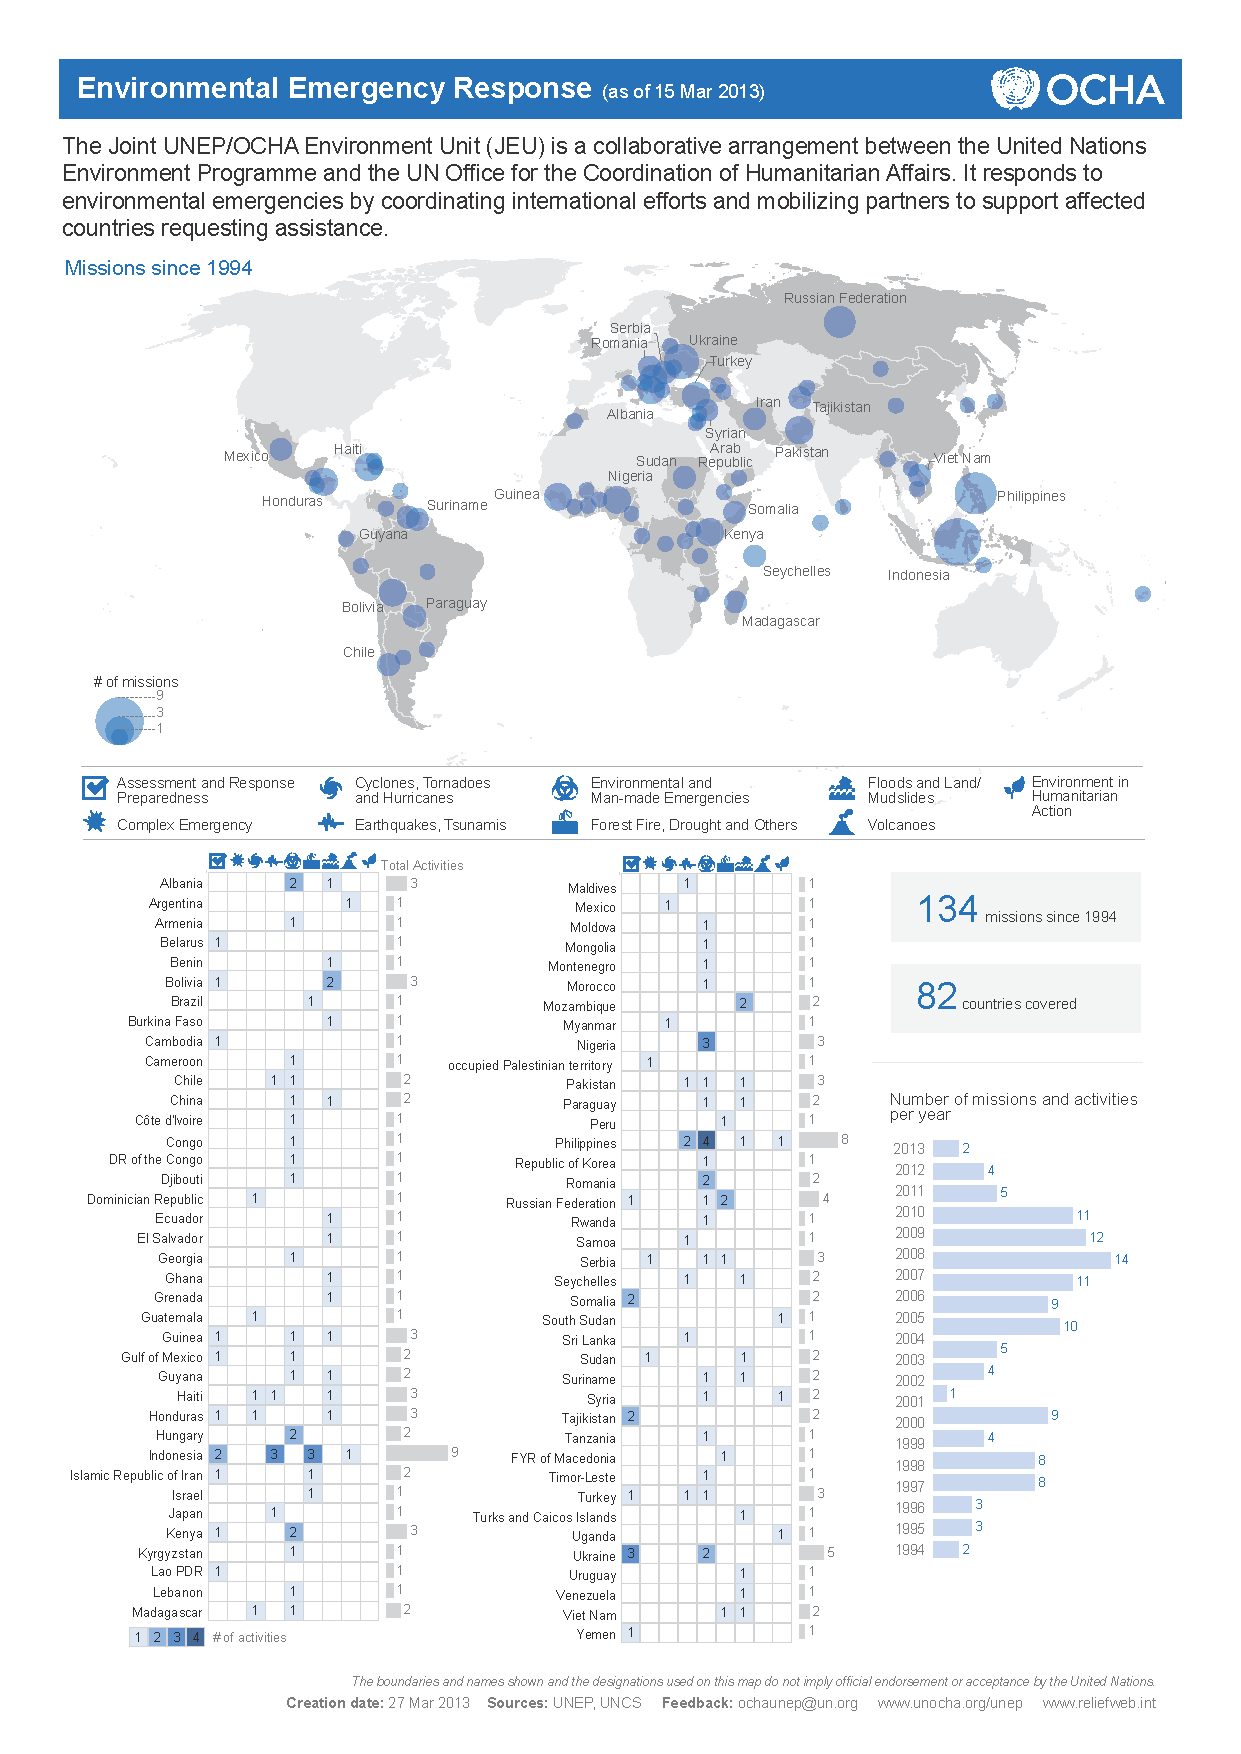 Environmental Emergency Response (as of 15 Mar 2013)
OCHA
The Joint UNEP/OCHA Environment Unit (JEU) is a collaborative arrangement between the United Nations
Environment Programme and the UN Office for the Coordination of Humanitarian Affairs. It responds to
environmental emergencies by coordinating international efforts and mobilizing partners to support affected
countries requesting assistance.
Missions since 1994
Russian Federation
Serbia
Romania
Ukraine
Turkey
Albania
Iran
Tajikistan
Syrian
Arab
Republic
Pakistan
Mexico
Haiti
Sudan
Nigeria
Viet Nam
Honduras
Suriname
Guinea
Somalia
Philippines
Guyana
Kenya
Seychelles
Indonesia
Bolivia
Paraguay
Madagascar
Chile
# of missions
9
3
1
Assessment and Response
Preparedness
Cyclones, Tornadoes
and Hurricanes
Environmental and
Man-made Emergencies
Floods and Land/
Mudslides
Environment in
Humanitarian
Action
Complex Emergency
Earthquakes, Tsunamis
Forest Fire, Drought and Others
Volcanoes
Total Activities
Albania 2 1 3
Argentina 1 1
Armenia 1 1
Belarus 1 1
Benin 1 1
Bolivia 1 2 3
Brazil 1 1
Burkina Faso 1 1
Cambodia 1 1
Cameroon 1 1
Chile 1 1 2
China 1 1 2
Côte d'Ivoire 1 1
Congo 1 1
DR of the Congo 1 1
Djibouti 1 1
Dominician Republic 1 1
Ecuador 1 1
El Salvador 1 1
Georgia 1 1
Ghana 1 1
Grenada 1 1
Guatemala 1 1
Guinea 1 1 1 3
Gulf of Mexico 1 1 2
Guyana 1 1 2
Haiti 1 1 1 3
Honduras 1 1 1 3
Hungary 2 2
Indonesia 2 3 3 1 9
Islamic Republic of Iran 1 1 2
Israel 1 1
Japan 1 1
Kenya 1 2 3
Kyrgyzstan 1 1
Lao PDR 1 1
Lebanon 1 1
Madagascar 1 1 2
1 2 3 4 # of activities
Maldives 1 1
Mexico 1 1
Moldova 1 1
Mongolia 1 1
Montenegro 1 1
Morocco 1 1
Mozambique 2 2
Myanmar 1 1
Nigeria 3 3
occupied Palestinian territory 1 1
Pakistan 1 1 1 3
Paraguay 1 1 2
Peru 1 1
Philippines 2 4 1 1 8
Republic of Korea 1 1
Romania 2 2
Russian Federation 1 1 2 4
Rwanda 1 1
Samoa 1 1
Serbia 1 1 1 3
Seychelles 1 1 2
Somalia 2 2
South Sudan 1 1
Sri Lanka 1 1
Sudan 1 1 2
Suriname 1 1 2
Syria 1 1 2
Tajikistan 2 2
Tanzania 1 1
FYR of Macedonia 1 1
Timor-Leste 1 1
Turkey 1 1 1 3
Turks and Caicos Islands 1 1
Uganda 1 1
Ukraine 3 2 5
Uruguay 1 1
Venezuela 1 1
Viet Nam 1 1 2
Yemen 1 1
134 missions since 1994
82 countries covered
Number of missions and activities
per year
2013 2
2012 4
2011 5
2010 11
2009 12
2008 14
2007 11
2006 9
2005 10
2004 5
2003 4
2002 1
2001 9
2000 4
1999 8
1998 8
1997 3
1996 3
1995 2
1994
The boundaries and names shown and the designations used on this map do not imply official endorsement or acceptance by the United Nations.
Creation date: 27 Mar 2013 Sources: UNEP, UNCS Feedback: ochaunep@un.org www.unocha.org/unep www.reliefweb.int